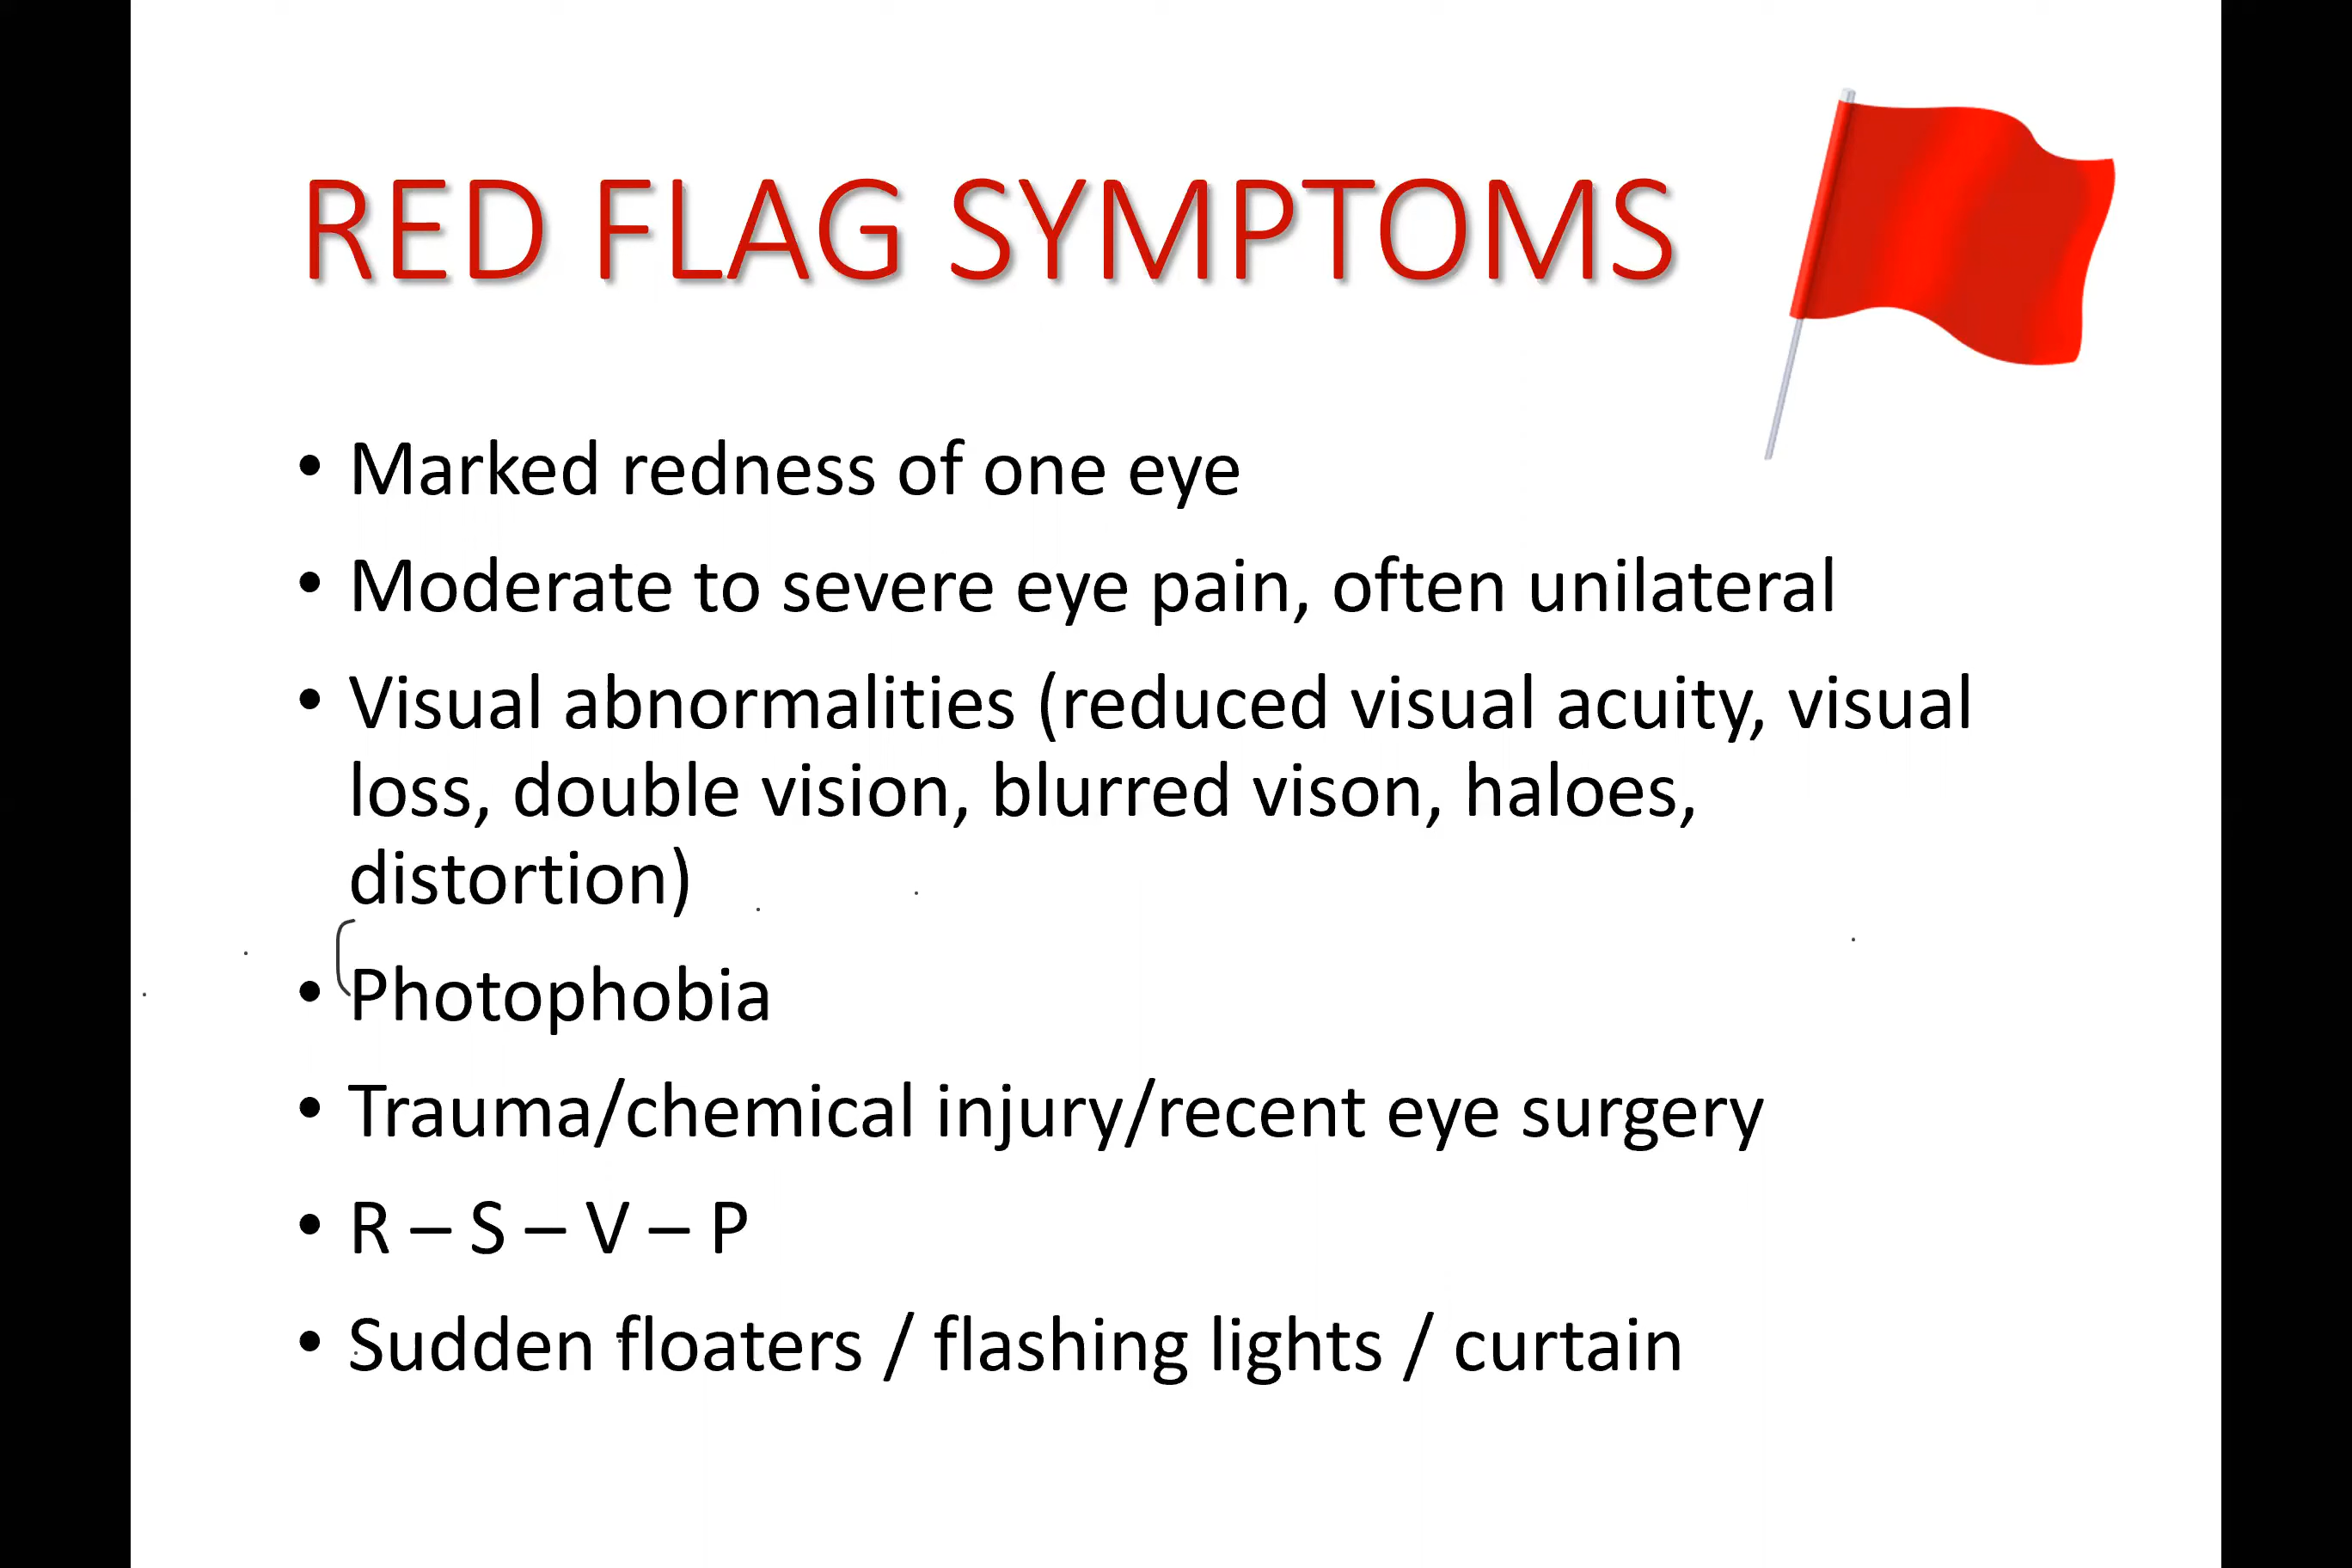 RED FLAG SYMPTOMS
• Marked redness of one eye
• Moderate to severe eye pain, often unilateral
• Visual abnormalities (reduced visual acuity, visual
loss, double vision, blurred vison, haloes,
distortion)
• Photophobia
• Trauma/chemical injury/recent eye surgery
• R – S – V – P
• Sudden floaters / flashing lights / curtain